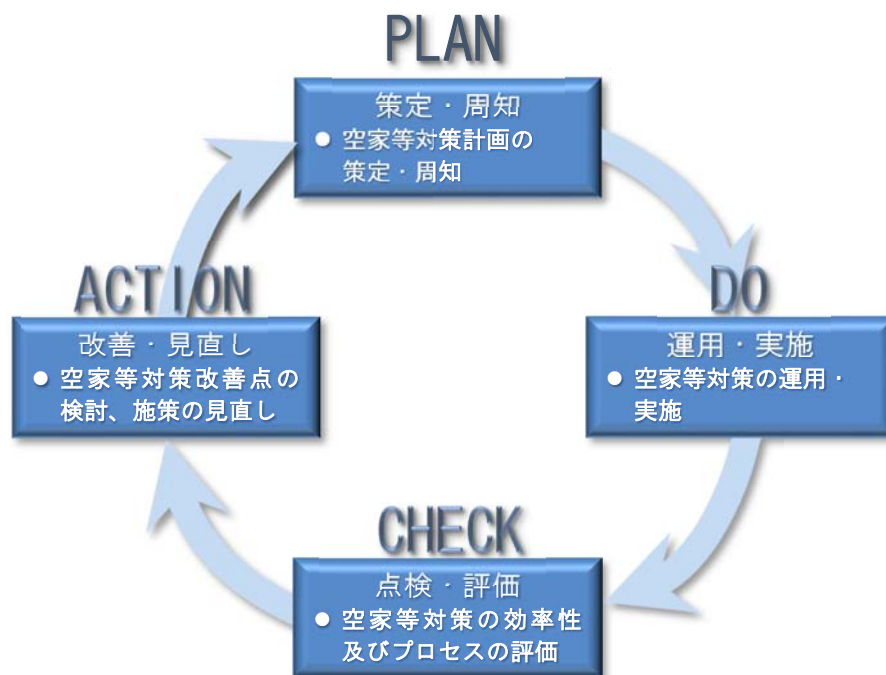 PLAN
策定・周知
● 空家等対策計画の
策定・周知
DO
運用・実施
● 空家等対策の運用・
実施
CHECK
点検・評価
● 空家等対策の効率性
及びプロセスの評価
ACTION
改善・見直し
● 空家等対策改善点の
検討、施策の見直し